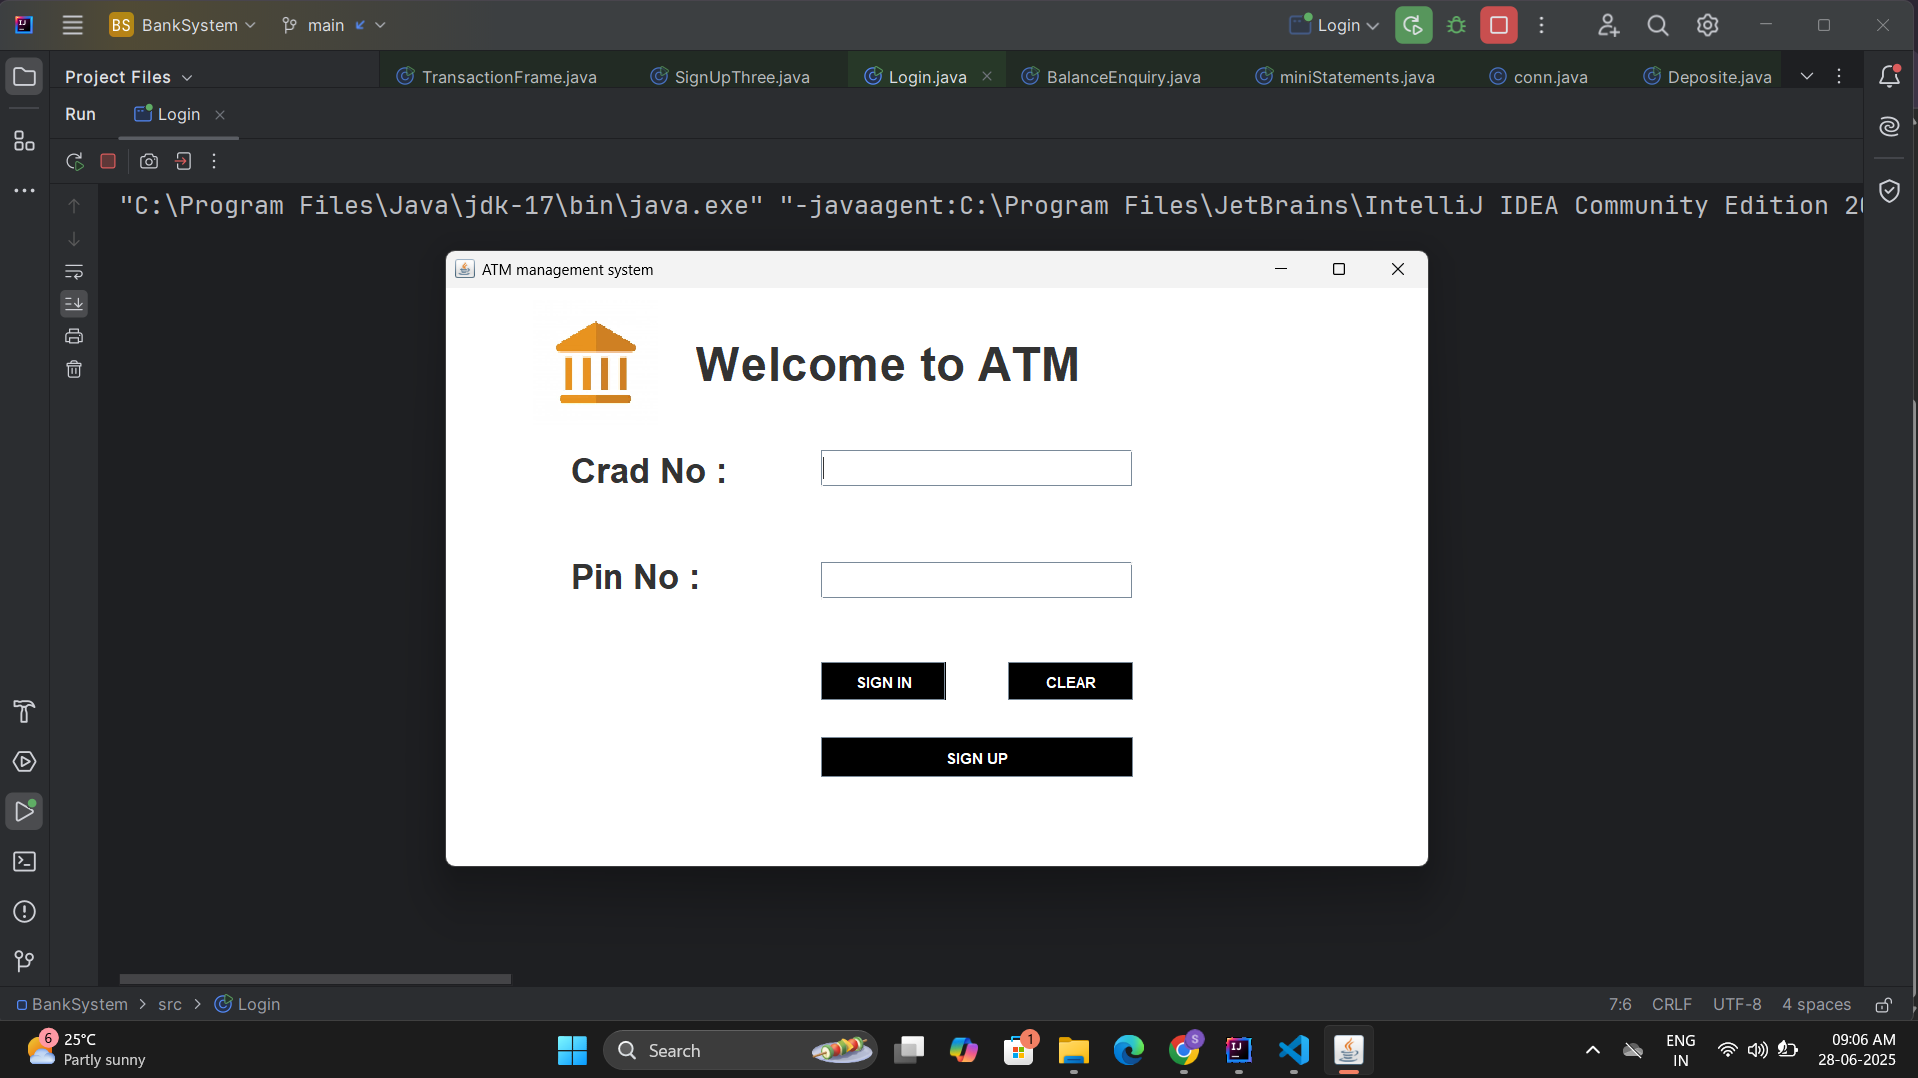 BS BankSystem main Login
Project Files TransactionFrame.java SignUpThree.java Login.java BalanceEnquiry.java miniStatements.java conn.java Deposite.java
Run Login
"C:\Program Files\Java\jdk-17\bin\java.exe" "-javaagent:C:\Program Files\JetBrains\IntelliJ IDEA Community Edition 20
ATM management system
Welcome to ATM
Crad No :
Pin No :
SIGN IN CLEAR
SIGN UP
BankSystem > src > Login 7:6 CRLF UTF-8 4 spaces
6 25°C
Partly sunny
Search
1
S
ENG
IN
09:06 AM
28-06-2025